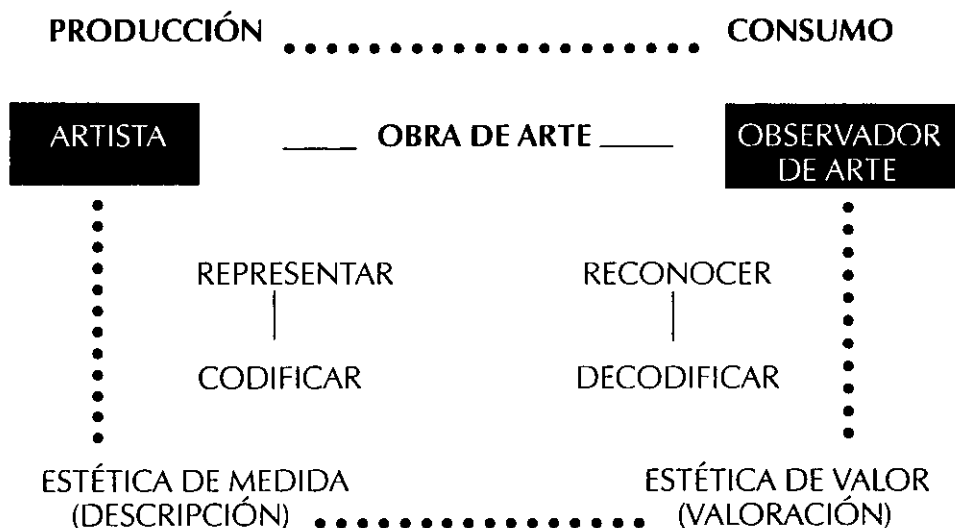 PRODUCCIÓN CONSUMO
ARTISTA OBRA DE ARTE OBSERVADOR
DE ARTE
REPRESENTAR RECONOCER
CODIFICAR DECODIFICAR
ESTÉTICA DE MEDIDA ESTÉTICA DE VALOR
(DESCRIPCIÓN) (VALORACIÓN)